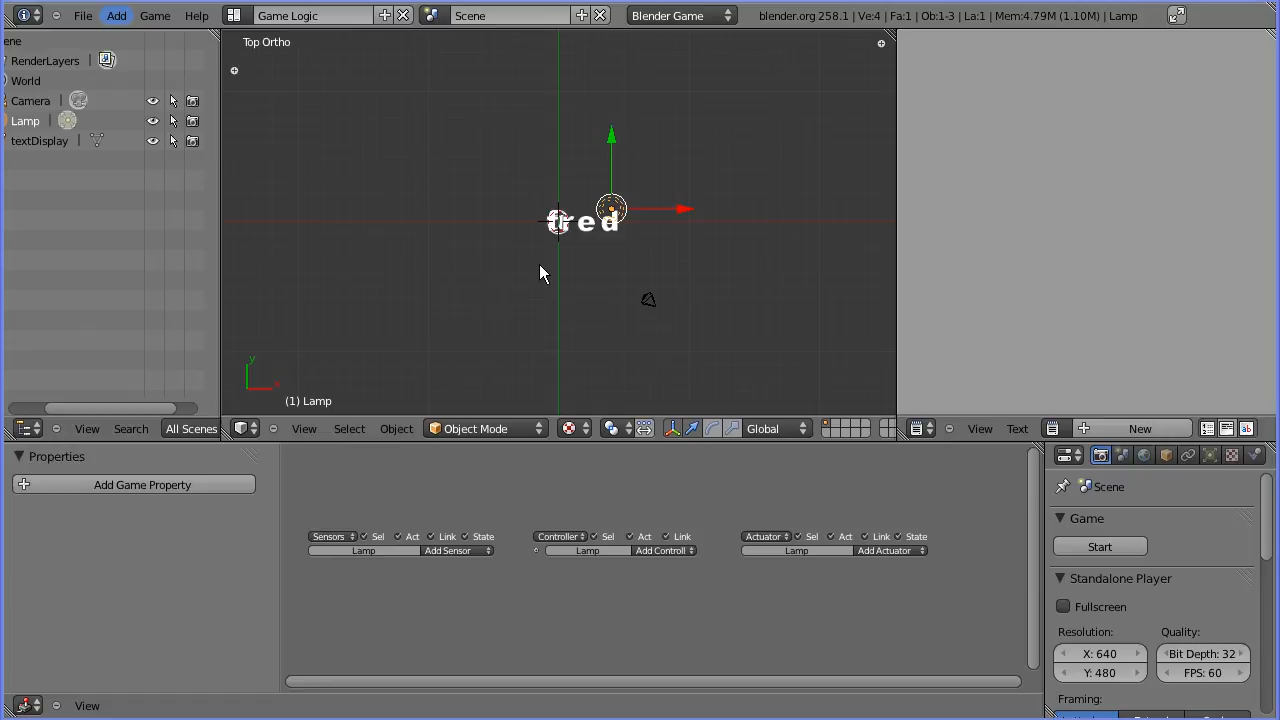 File Add Game Help Game Logic Scene Blender Game blender.org 258.1 | Ve:4 | Fa:1 | Ob:1-3 | La:1 | Mem:4.79M (1.10M) | Lamp
ene
RenderLayers
World
Camera
Lamp
textDisplay
Top Ortho
fred
y
x
(1) Lamp
View Search All Scenes
View Select Object Object Mode Global
View Text New
Properties
Add Game Property
Sensors Sel Act Link State
Lamp Add Sensor
Controller Sel Act Link
Lamp Add Controll
Actuator Sel Act Link State
Lamp Add Actuator
View
Scene
Game
Start
Standalone Player
Fullscreen
Resolution: Quality:
X: 640 Bit Depth: 32
Y: 480 FPS: 60
Framing: